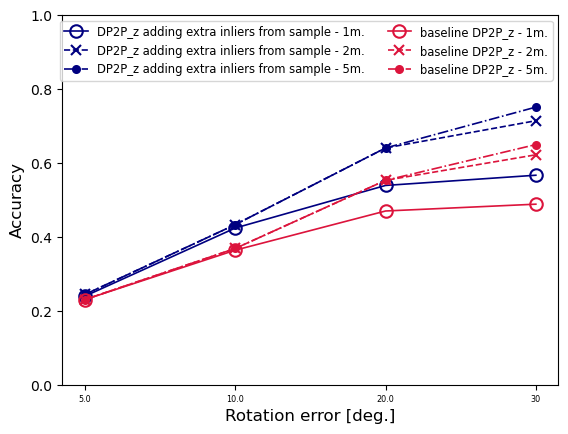 DP2P_z adding extra inliers from sample - 1m.
DP2P_z adding extra inliers from sample - 2m.
DP2P_z adding extra inliers from sample - 5m.
baseline DP2P_z - 1m.
baseline DP2P_z - 2m.
baseline DP2P_z - 5m.
1.0
0.8
0.6
0.4
0.2
0.0
Accuracy
5.0
10.0
20.0
30
Rotation error [deg.]